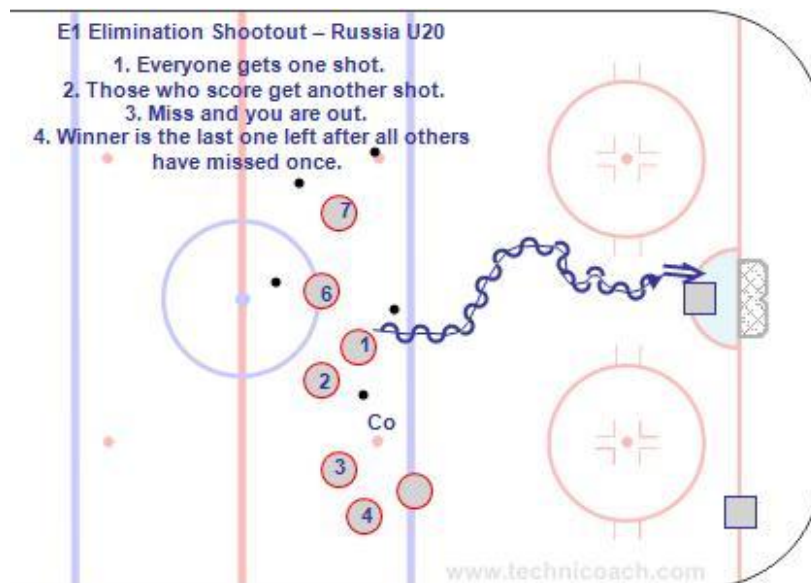 E1 Elimination Shootout – Russia U20
1. Everyone gets one shot.
2. Those who score get another shot.
3. Miss and you are out.
4. Winner is the last one left after all others
have missed once.
7
6
1
2
Co
3
4
www.technicoach.com